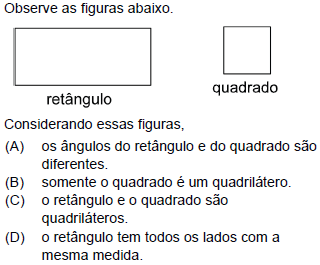 Observe as figuras abaixo.
retângulo
quadrado
Considerando essas figuras,
(A) os ângulos do retângulo e do quadrado são
diferentes.
(B) somente o quadrado é um quadrilátero.
(C) o retângulo e o quadrado são
quadriláteros.
(D) o retângulo tem todos os lados com a
mesma medida.